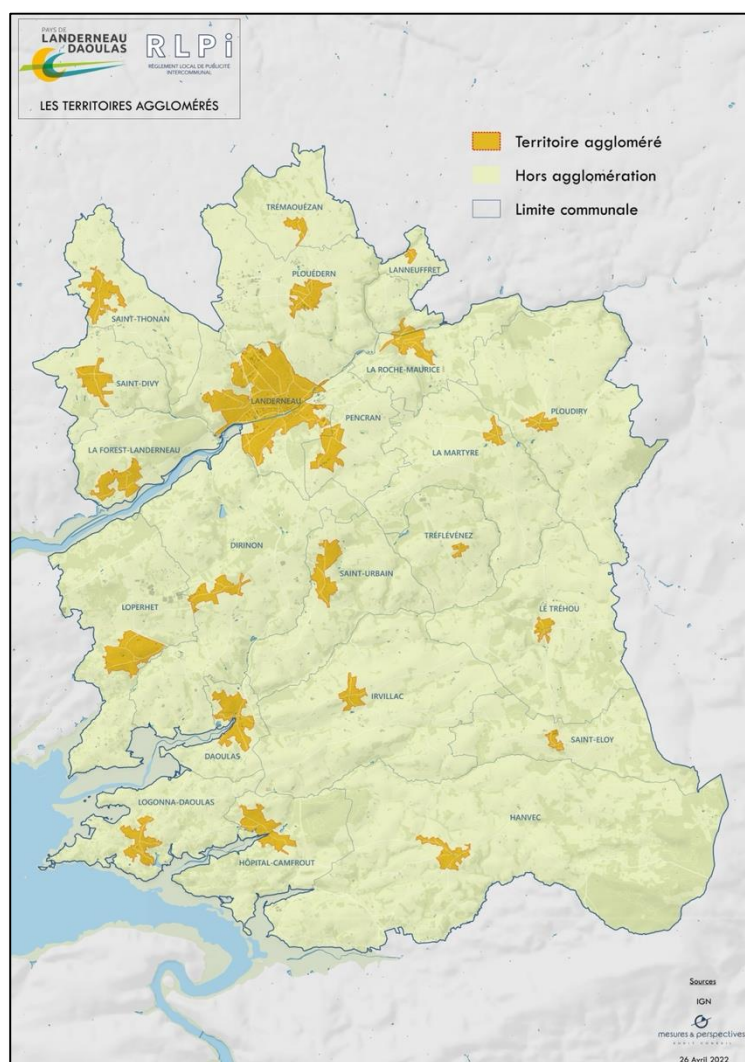 PAYS DE
LANDERNEAU
DAOULAS
RLPi
RÈGLEMENT LOCAL DE PUBLICITÉ
INTERCOMMUNAL
LES TERRITOIRES AGGLOMÉRÉS
Territoire aggloméré
Hors agglomération
Limite communale
TRÉMAOUÉZAN
LANNEUFFRET
PLOUÉDERN
SAINT-THONAN
LA ROCHE-MAURICE
SAINT-DIVY
LANDERNEAU
PLOUDIRY
PENCRAN
LA MARTYRE
LA FOREST-LANDERNEAU
TRÉFLÉVÉNEZ
DIRINON
SAINT-URBAIN
LOPERHET
LE TRÉHOU
IRVILLAC
SAINT-ELOY
DAOULAS
LOGONNA-DAOULAS
HANVEC
HÔPITAL-CAMFROUT
Sources
IGN
mesures & perspectives
AUDIT CONSEIL
26 Avril 2022